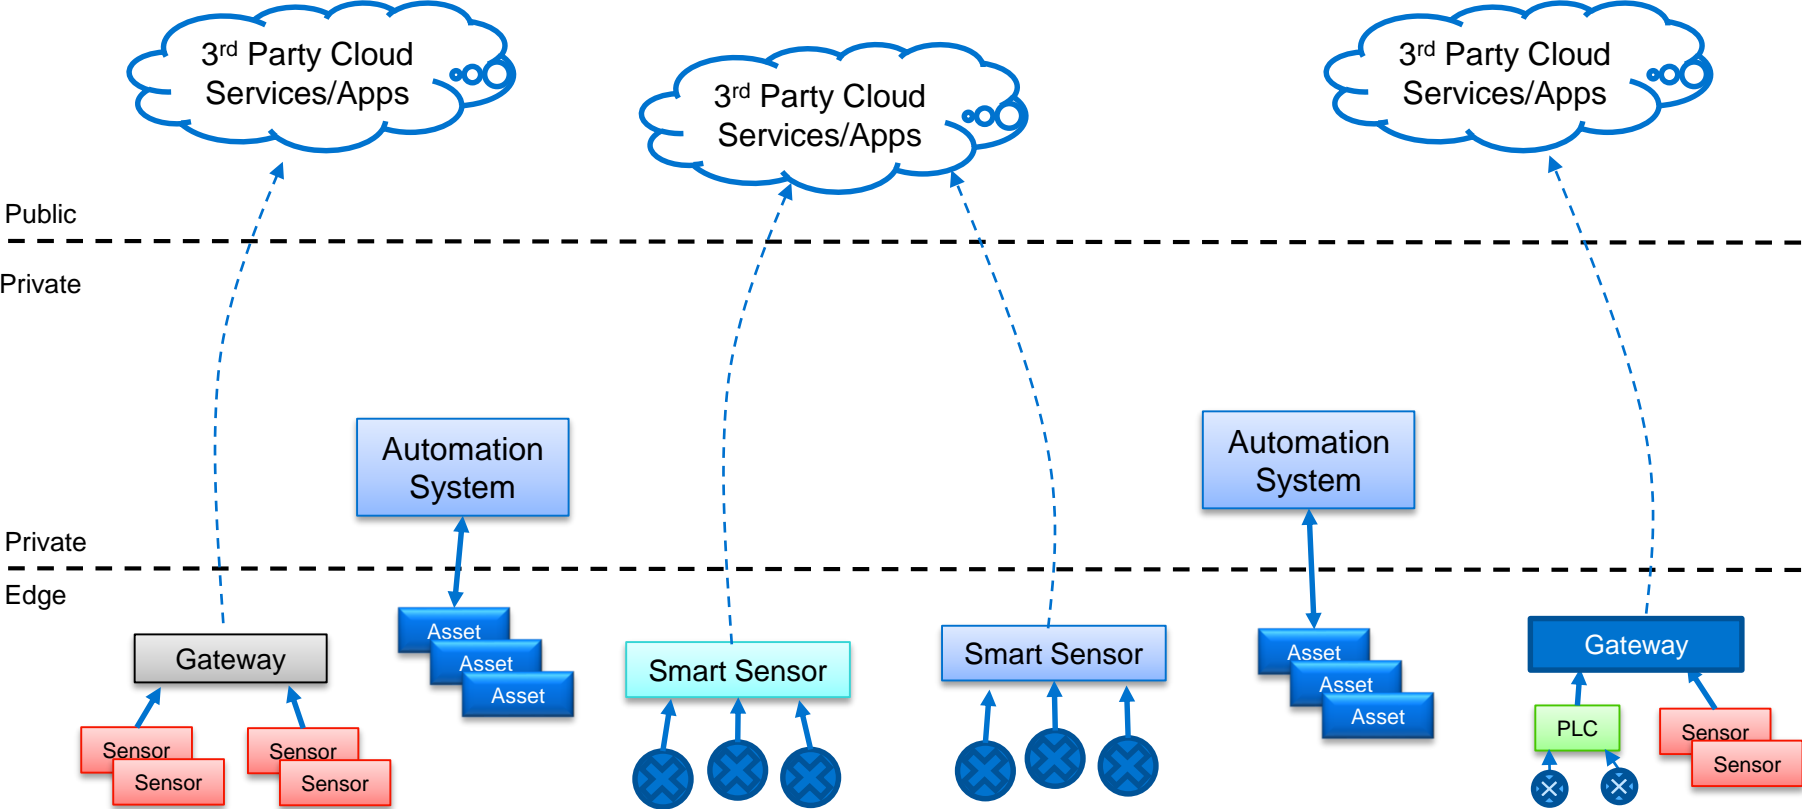 3rd Party Cloud
Services/Apps
3rd Party Cloud
Services/Apps
3rd Party Cloud
Services/Apps
Public
Private
Automation
System
Automation
System
Private
Edge
Gateway
Sensor
Sensor
Sensor
Sensor
Asset
Asset
Asset
Smart Sensor
Smart Sensor
Asset
Asset
Asset
Gateway
PLC
Sensor
Sensor